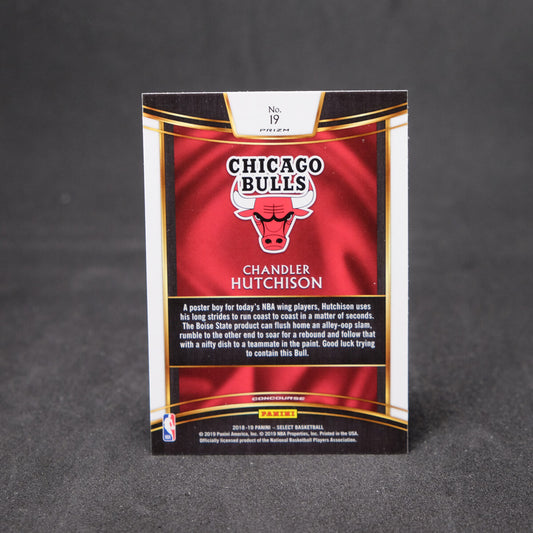 No.
19
PRIZM
CHICAGO
BULLS
CHANDLER
HUTCHISON
A poster boy for today's NBA wing players, Hutchison uses
his long strides to run coast to coast in a matter of seconds.
The Boise State product can flush home an alley-oop slam,
rumble to the other end to soar for a rebound and follow that
with a nifty dish to a teammate in the paint. Good luck trying
to contain this Bull.
CONCOURSE
PANINI
2018-19 PANINI – SELECT BASKETBALL
© 2019 Panini America, Inc. © 2019 NBA Properties, Inc. Printed in the USA.
Officially licensed product of the National Basketball Players Association.